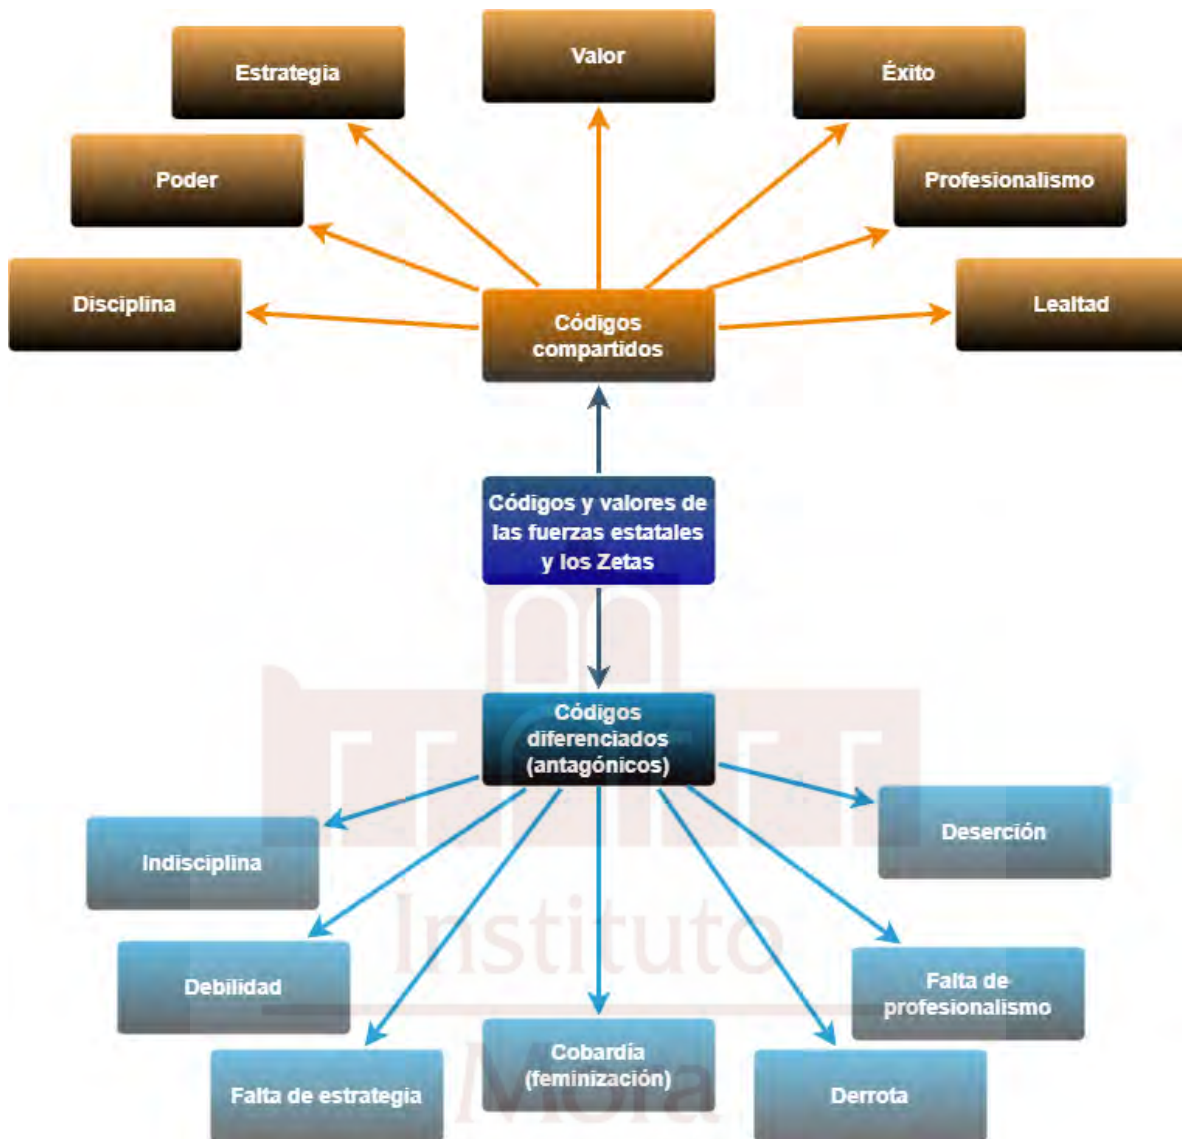 Valor
Estrategia
Éxito
Poder
Profesionalismo
Disciplina
Lealtad
Códigos
compartidos
Códigos y valores de
las fuerzas estatales
y los Zetas
Códigos
diferenciados
(antagónicos)
Deserción
Indisciplina
Instituto
Debilidad
Falta de
profesionalismo
Cobardía
(feminización)
Falta de estrategia
Derrota
Mora